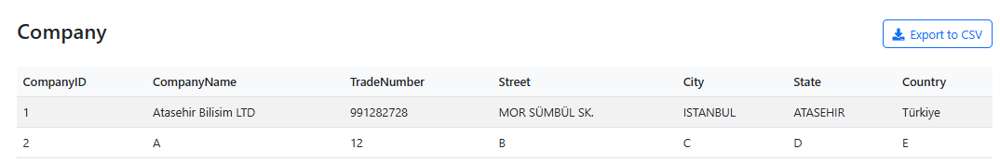 Company
Export to CSV
CompanyID CompanyName TradeNumber Street City State Country
1 Atasehir Bilisim LTD 991282728 MOR SÜMBÜL SK. ISTANBUL ATASEHIR Türkiye
2 A 12 B C D E